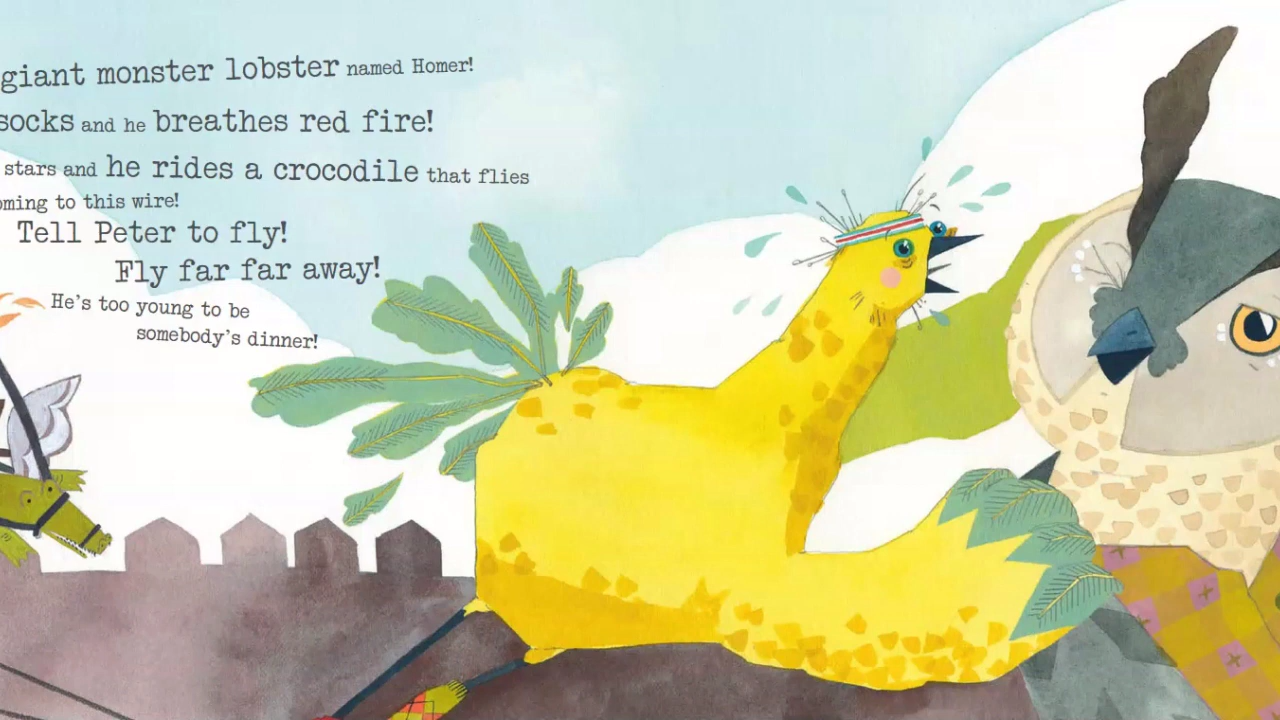 giant monster lobster named Homer!
socks and he breathes red fire!
stars and he rides a crocodile that flies
to this wire!
Tell Peter to fly!
Fly far far away!
He's too young to be
somebody's dinner!